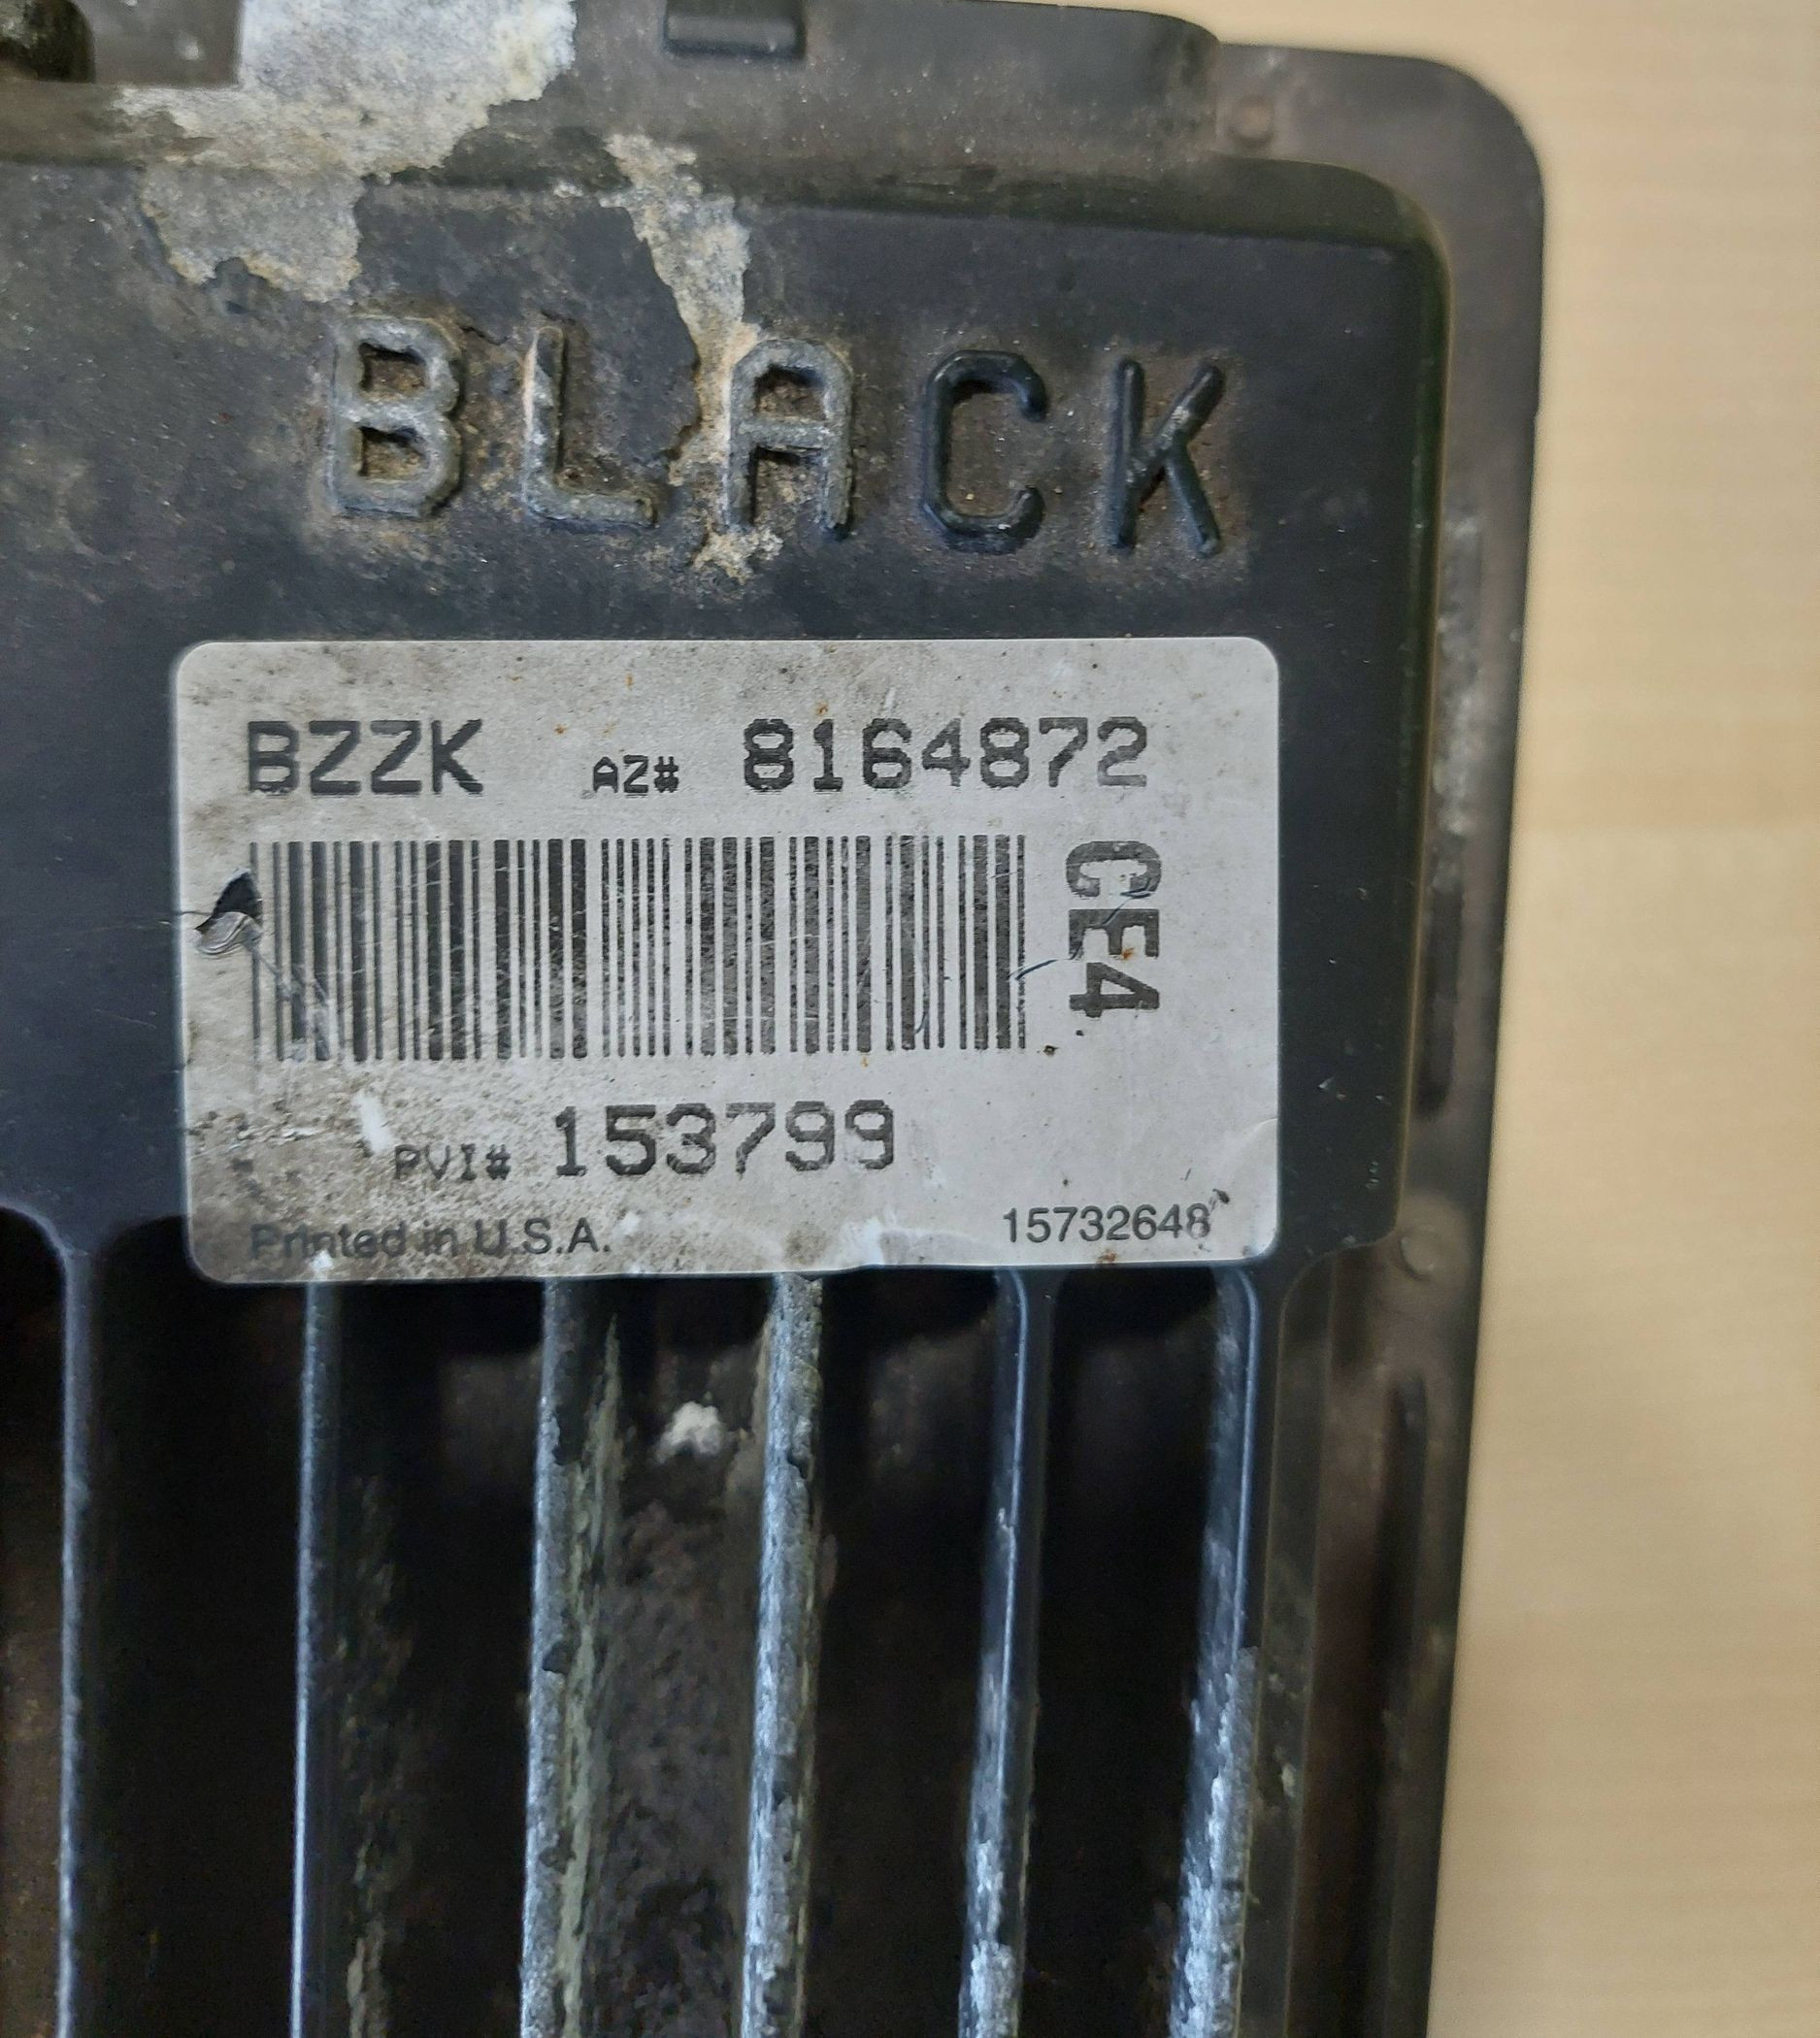 BLACK
BZZK AZ# 8164872
CE4
PVI# 153799
Printed in U.S.A. 15732648